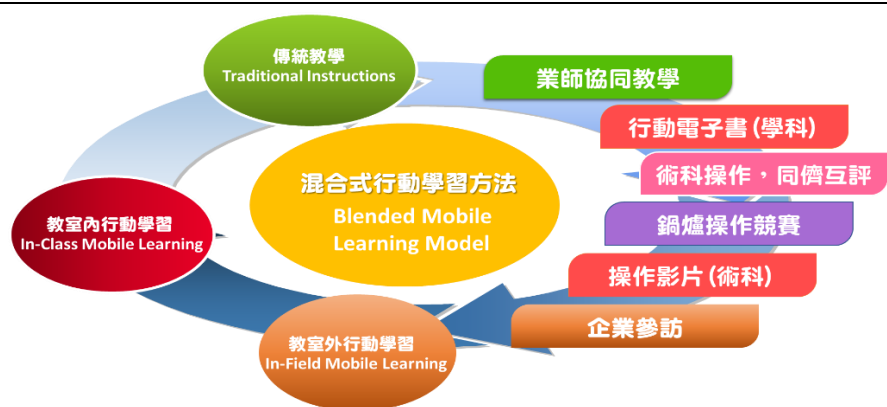 傳統教學
Traditional Instructions
業師協同教學
行動電子書(學科)
術科操作，同儕互評
混合式行動學習方法
Blended Mobile
Learning Model
教室內行動學習
In-Class Mobile Learning
鍋爐操作競賽
操作影片(術科)
企業參訪
教室外行動學習
In-Field Mobile Learning